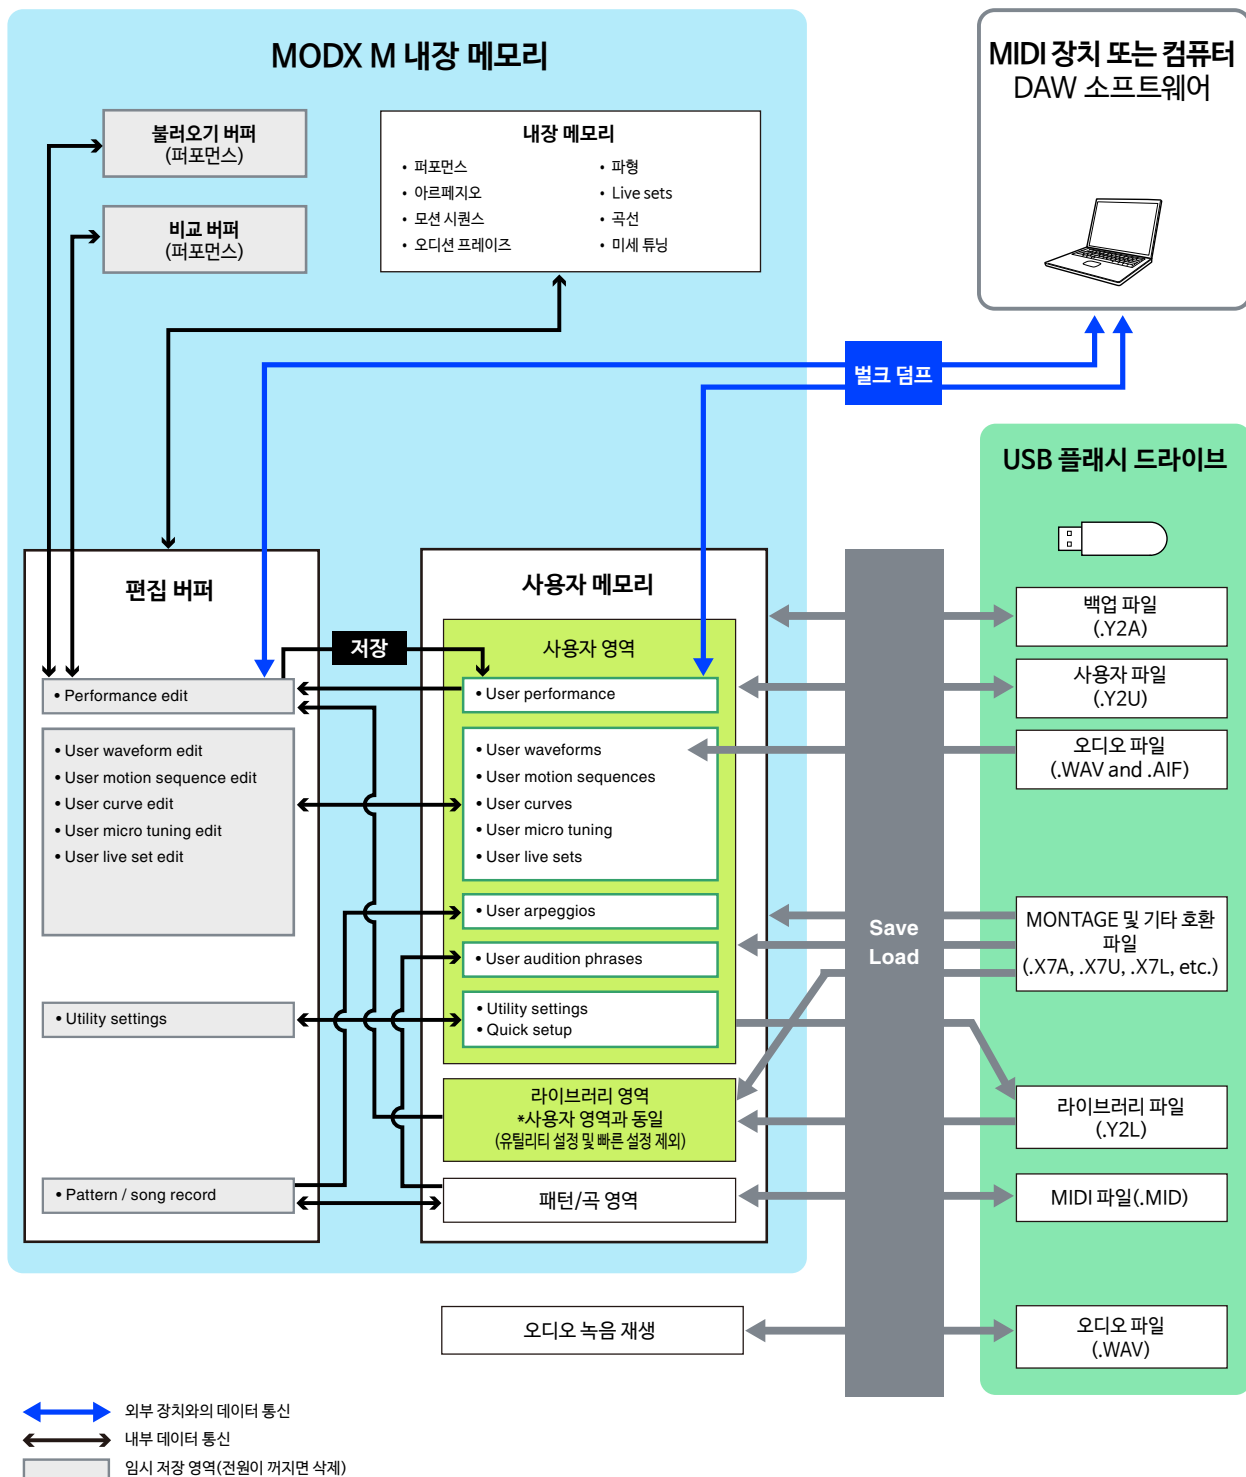 MODX M 내장 메모리
불러오기 버퍼
(퍼포먼스)
비교 버퍼
(퍼포먼스)
내장 메모리
• 퍼포먼스
• 아르페지오
• 모션 시퀀스
• 오디션 프레이즈
• 파형
• Live sets
• 곡선
• 미세 튜닝
MIDI 장치 또는 컴퓨터
DAW 소프트웨어
벌크 덤프
USB 플래시 드라이브
편집 버퍼
• Performance edit
• User waveform edit
• User motion sequence edit
• User curve edit
• User micro tuning edit
• User live set edit
• Utility settings
• Pattern / song record
저장
사용자 메모리
사용자 영역
• User performance
• User waveforms
• User motion sequences
• User curves
• User micro tuning
• User live sets
• User arpeggios
• User audition phrases
• Utility settings
• Quick setup
라이브러리 영역
*사용자 영역과 동일
(유틸리티 설정 및 빠른 설정 제외)
패턴/곡 영역
오디오 녹음 재생
Save
Load
백업 파일
(.Y2A)
사용자 파일
(.Y2U)
오디오 파일
(.WAV and .AIF)
MONTAGE 및 기타 호환
파일
(.X7A, .X7U, .X7L, etc.)
라이브러리 파일
(.Y2L)
MIDI 파일(.MID)
오디오 파일
(.WAV)
외부 장치와의 데이터 통신
내부 데이터 통신
임시 저장 영역(전원이 꺼지면 삭제)